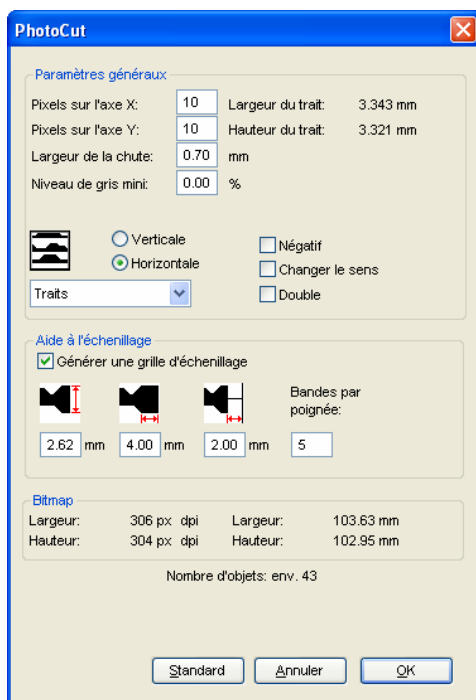 PhotoCut
Paramètres généraux
Pixels sur l'axe X: 10 Largeur du trait: 3.343 mm
Pixels sur l'axe Y: 10 Hauteur du trait: 3.321 mm
Largeur de la chute: 0.70 mm
Niveau de gris mini: 0.00 %
Verticale
Négatif
Horizontale
Changer le sens
Traits
Double
Aide à l'échenillage
Générer une grille d'échenillage
Bandes par
poignée:
2.62 mm 4.00 mm 2.00 mm 5
Bitmap
Largeur: 306 px dpi Largeur: 103.63 mm
Hauteur: 304 px dpi Hauteur: 102.95 mm
Nombre d'objets: env. 43
Standard Annuler OK